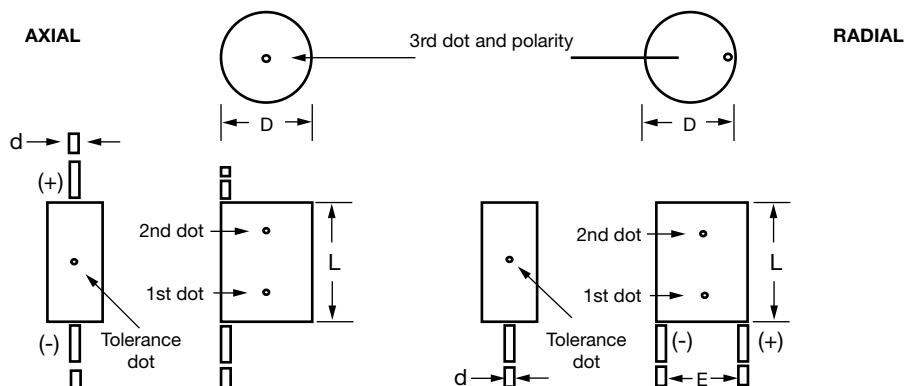 AXIAL
3rd dot and polarity
RADIAL
D
D
d
(+)
2nd dot
L
1st dot
Tolerance
dot
(-)
2nd dot
L
1st dot
Tolerance
dot
(-)
(+)
d
E